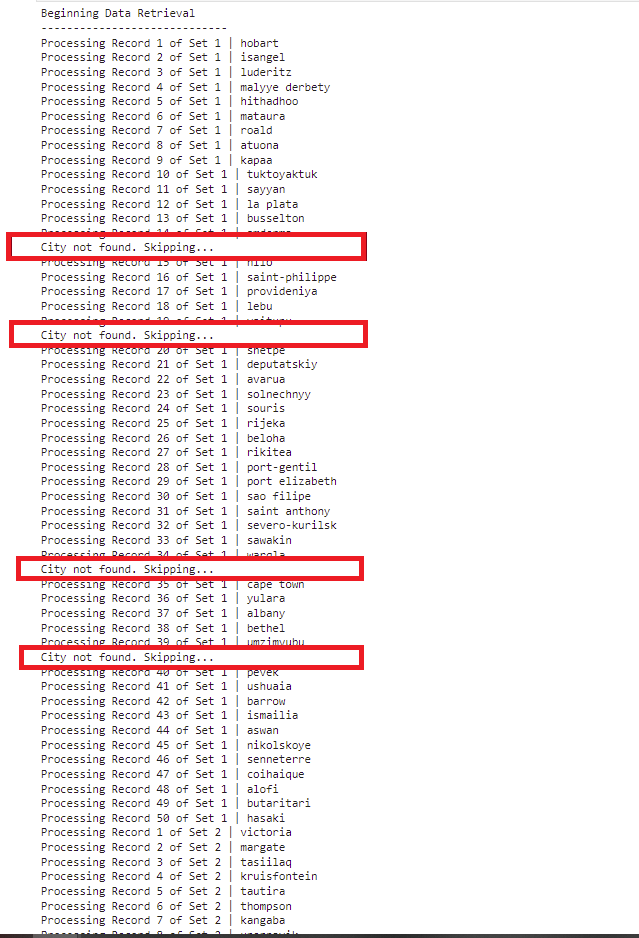 Beginning Data Retrieval
-----------------------------
Processing Record 1 of Set 1 | hobart
Processing Record 2 of Set 1 | isangel
Processing Record 3 of Set 1 | luderitz
Processing Record 4 of Set 1 | malyye derbety
Processing Record 5 of Set 1 | hithadhoo
Processing Record 6 of Set 1 | mataura
Processing Record 7 of Set 1 | roald
Processing Record 8 of Set 1 | atuona
Processing Record 9 of Set 1 | kapaa
Processing Record 10 of Set 1 | tuktoyaktuk
Processing Record 11 of Set 1 | sayyan
Processing Record 12 of Set 1 | la plata
Processing Record 13 of Set 1 | busselton
Processing Record 14 of Set 1 |
City not found. Skipping...
Processing Record 15 of Set 1 | hilo
Processing Record 16 of Set 1 | saint-philippe
Processing Record 17 of Set 1 | provideniya
Processing Record 18 of Set 1 | lebu
Processing Record 19 of Set 1 | vaitupu
City not found. Skipping...
Processing Record 20 of Set 1 | shetpe
Processing Record 21 of Set 1 | deputatskiy
Processing Record 22 of Set 1 | avarua
Processing Record 23 of Set 1 | solnechnyy
Processing Record 24 of Set 1 | souris
Processing Record 25 of Set 1 | rijeka
Processing Record 26 of Set 1 | beloha
Processing Record 27 of Set 1 | rikitea
Processing Record 28 of Set 1 | port-gentil
Processing Record 29 of Set 1 | port elizabeth
Processing Record 30 of Set 1 | sao filipe
Processing Record 31 of Set 1 | saint anthony
Processing Record 32 of Set 1 | severo-kurilsk
Processing Record 33 of Set 1 | sawakin
Processing Record 34 of Set 1 | wargla
City not found. Skipping...
Processing Record 35 of Set 1 | cape town
Processing Record 36 of Set 1 | yulara
Processing Record 37 of Set 1 | albany
Processing Record 38 of Set 1 | bethel
Processing Record 39 of Set 1 | umzimvubu
City not found. Skipping...
Processing Record 40 of Set 1 | pevek
Processing Record 41 of Set 1 | ushuaia
Processing Record 42 of Set 1 | barrow
Processing Record 43 of Set 1 | ismailia
Processing Record 44 of Set 1 | aswan
Processing Record 45 of Set 1 | nikolskoye
Processing Record 46 of Set 1 | senneterre
Processing Record 47 of Set 1 | coihaique
Processing Record 48 of Set 1 | alofi
Processing Record 49 of Set 1 | butaritari
Processing Record 50 of Set 1 | hasaki
Processing Record 1 of Set 2 | victoria
Processing Record 2 of Set 2 | margate
Processing Record 3 of Set 2 | tasiilaq
Processing Record 4 of Set 2 | kruisfontein
Processing Record 5 of Set 2 | tautira
Processing Record 6 of Set 2 | thompson
Processing Record 7 of Set 2 | kangaba
Processing Record 8 of Set 2 |